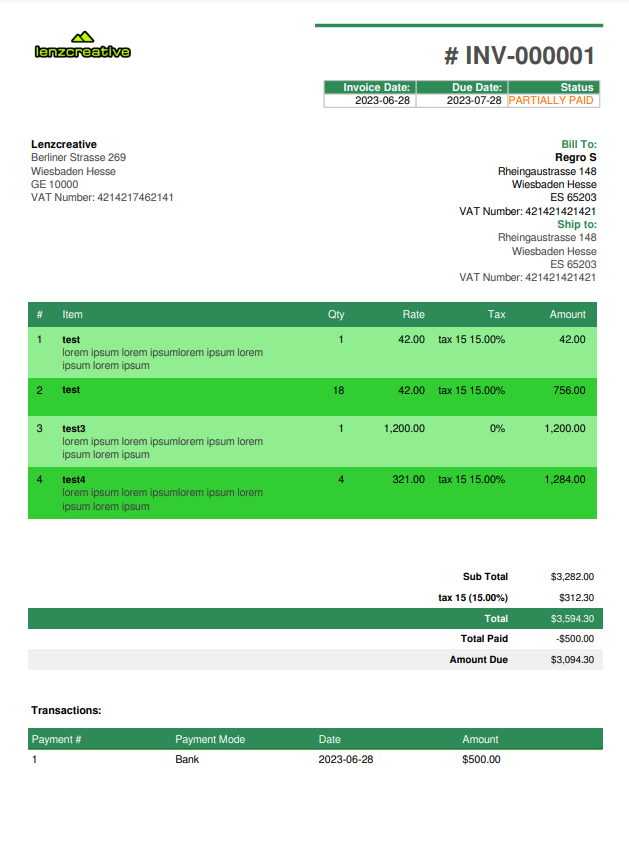 lenzcreative
# INV-000001
Invoice Date: Due Date: Status
2023-06-28 2023-07-28 PARTIALLY PAID
Lenzcreative
Berliner Strasse 269
Wiesbaden Hesse
GE 10000
VAT Number: 4214217462141
Bill To:
Regro S
Rheingaustrasse 148
Wiesbaden Hesse
ES 65203
VAT Number: 421421421421
Ship to:
Rheingaustrasse 148
Wiesbaden Hesse
ES 65203
VAT Number: 421421421421
# Item Qty Rate Tax Amount
1 test 1 42.00 tax 15 15.00% 42.00
lorem ipsum lorem ipsumlorem ipsum lorem
ipsum lorem ipsum
2 test 18 42.00 tax 15 15.00% 756.00
3 test3 1 1,200.00 0% 1,200.00
lorem ipsum lorem ipsumlorem ipsum lorem
ipsum lorem ipsum
4 test4 4 321.00 tax 15 15.00% 1,284.00
lorem ipsum lorem ipsumlorem ipsum lorem
ipsum lorem ipsum
Sub Total $3,282.00
tax 15 (15.00%) $312.30
Total $3,594.30
Total Paid -$500.00
Amount Due $3,094.30
Transactions:
Payment # Payment Mode Date Amount
1 Bank 2023-06-28 $500.00